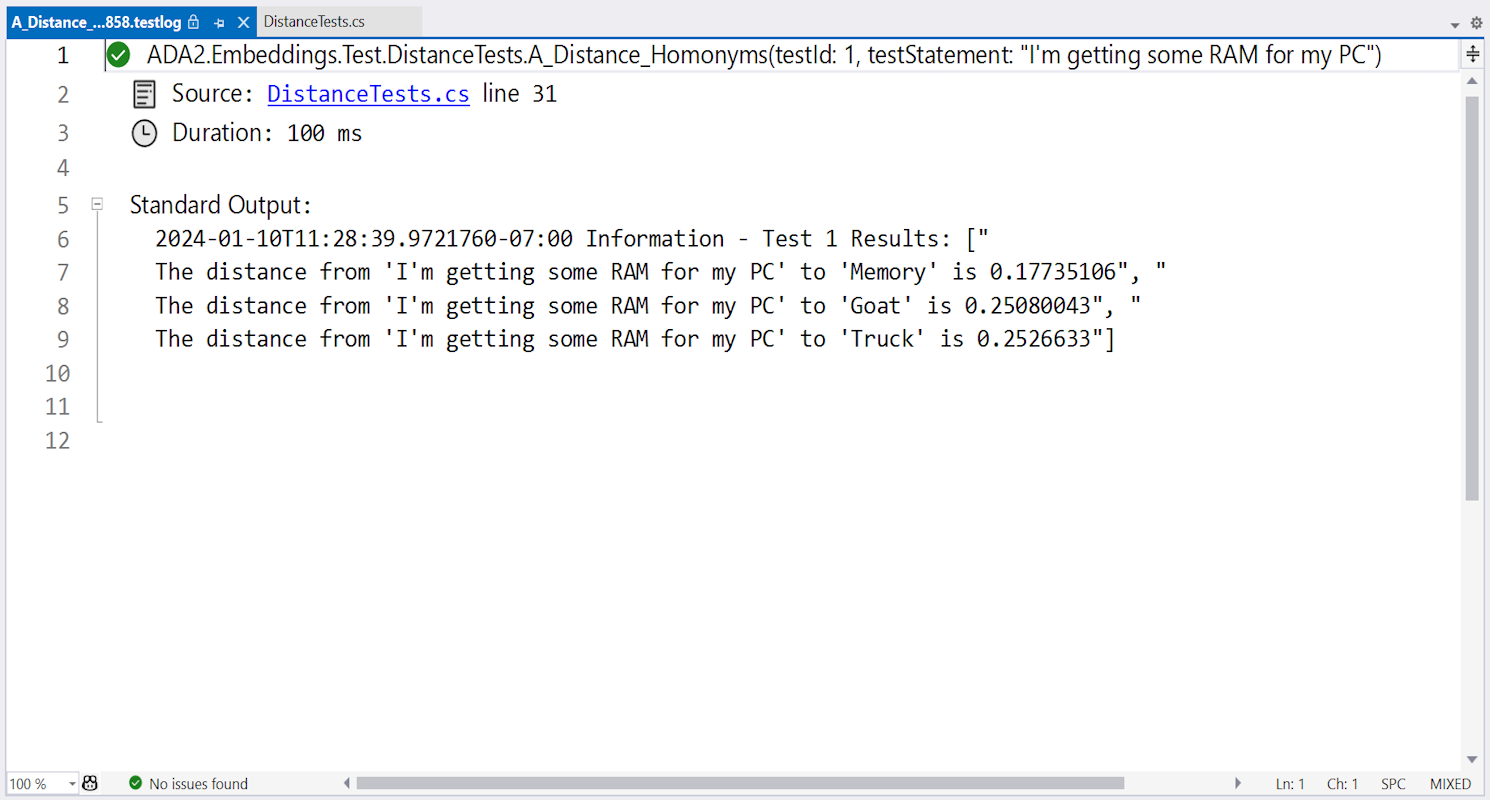 A_Distance_...858.testlog DistanceTests.cs
1 ADA2.Embeddings.Test.DistanceTests.A_Distance_Homonyms(testId: 1, testStatement: "I'm getting some RAM for my PC")
2 Source: DistanceTests.cs line 31
3 Duration: 100 ms
4
5 Standard Output:
6 2024-01-10T11:28:39.9721760-07:00 Information - Test 1 Results: ["
7 The distance from 'I'm getting some RAM for my PC' to 'Memory' is 0.17735106", "
8 The distance from 'I'm getting some RAM for my PC' to 'Goat' is 0.25080043", "
9 The distance from 'I'm getting some RAM for my PC' to 'Truck' is 0.2526633"]
10
11
12
100 % No issues found Ln: 1 Ch: 1 SPC MIXED